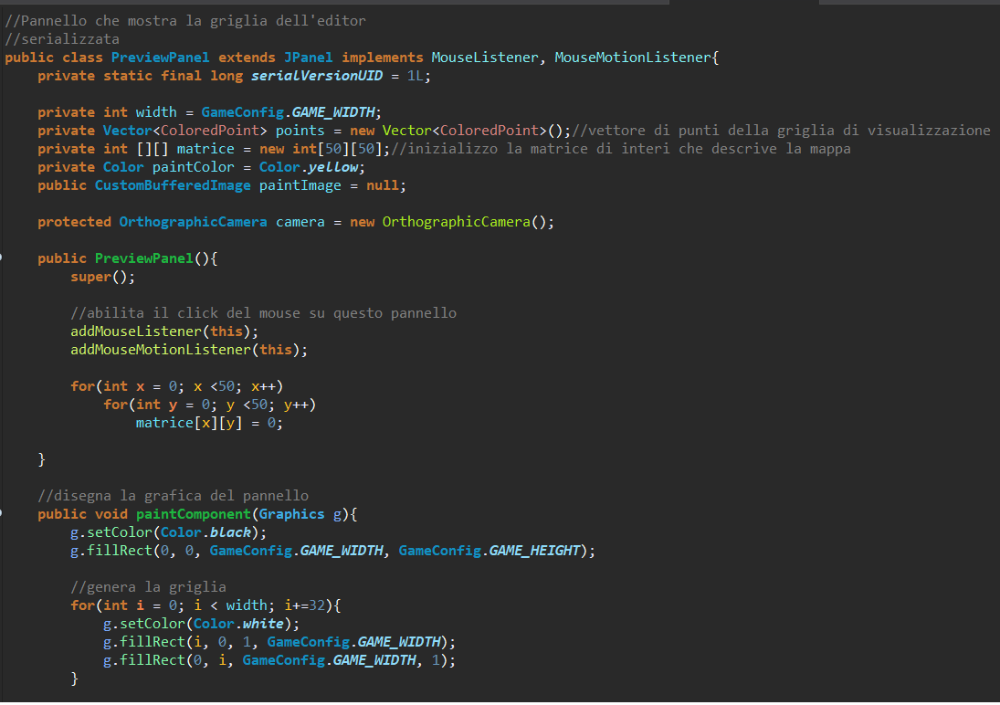 //Pannello che mostra la griglia dell'editor
//serializzata
public class PreviewPanel extends JPanel implements MouseListener, MouseMotionListener{
    private static final long serialVersionUID = 1L;

    private int width = GameConfig.GAME_WIDTH;
    private Vector<ColoredPoint> points = new Vector<ColoredPoint>();//vettore di punti della griglia di visualizzazione
    private int [][] matrice = new int[50][50];//inizializzo la matrice di interi che descrive la mappa
    private Color paintColor = Color.yellow;
    public CustomBufferedImage paintImage = null;

    protected OrthographicCamera camera = new OrthographicCamera();

    public PreviewPanel(){
        super();

        //abilita il click del mouse su questo pannello
        addMouseListener(this);
        addMouseMotionListener(this);

        for(int x = 0; x <50; x++)
            for(int y = 0; y <50; y++)
                matrice[x][y] = 0;

    }

    //disegna la grafica del pannello
    public void paintComponent(Graphics g){
        g.setColor(Color.black);
        g.fillRect(0, 0, GameConfig.GAME_WIDTH, GameConfig.GAME_HEIGHT);

        //genera la griglia
        for(int i = 0; i < width; i+=32){
            g.setColor(Color.white);
            g.fillRect(i, 0, 1, GameConfig.GAME_WIDTH);
            g.fillRect(0, i, GameConfig.GAME_WIDTH, 1);
        }